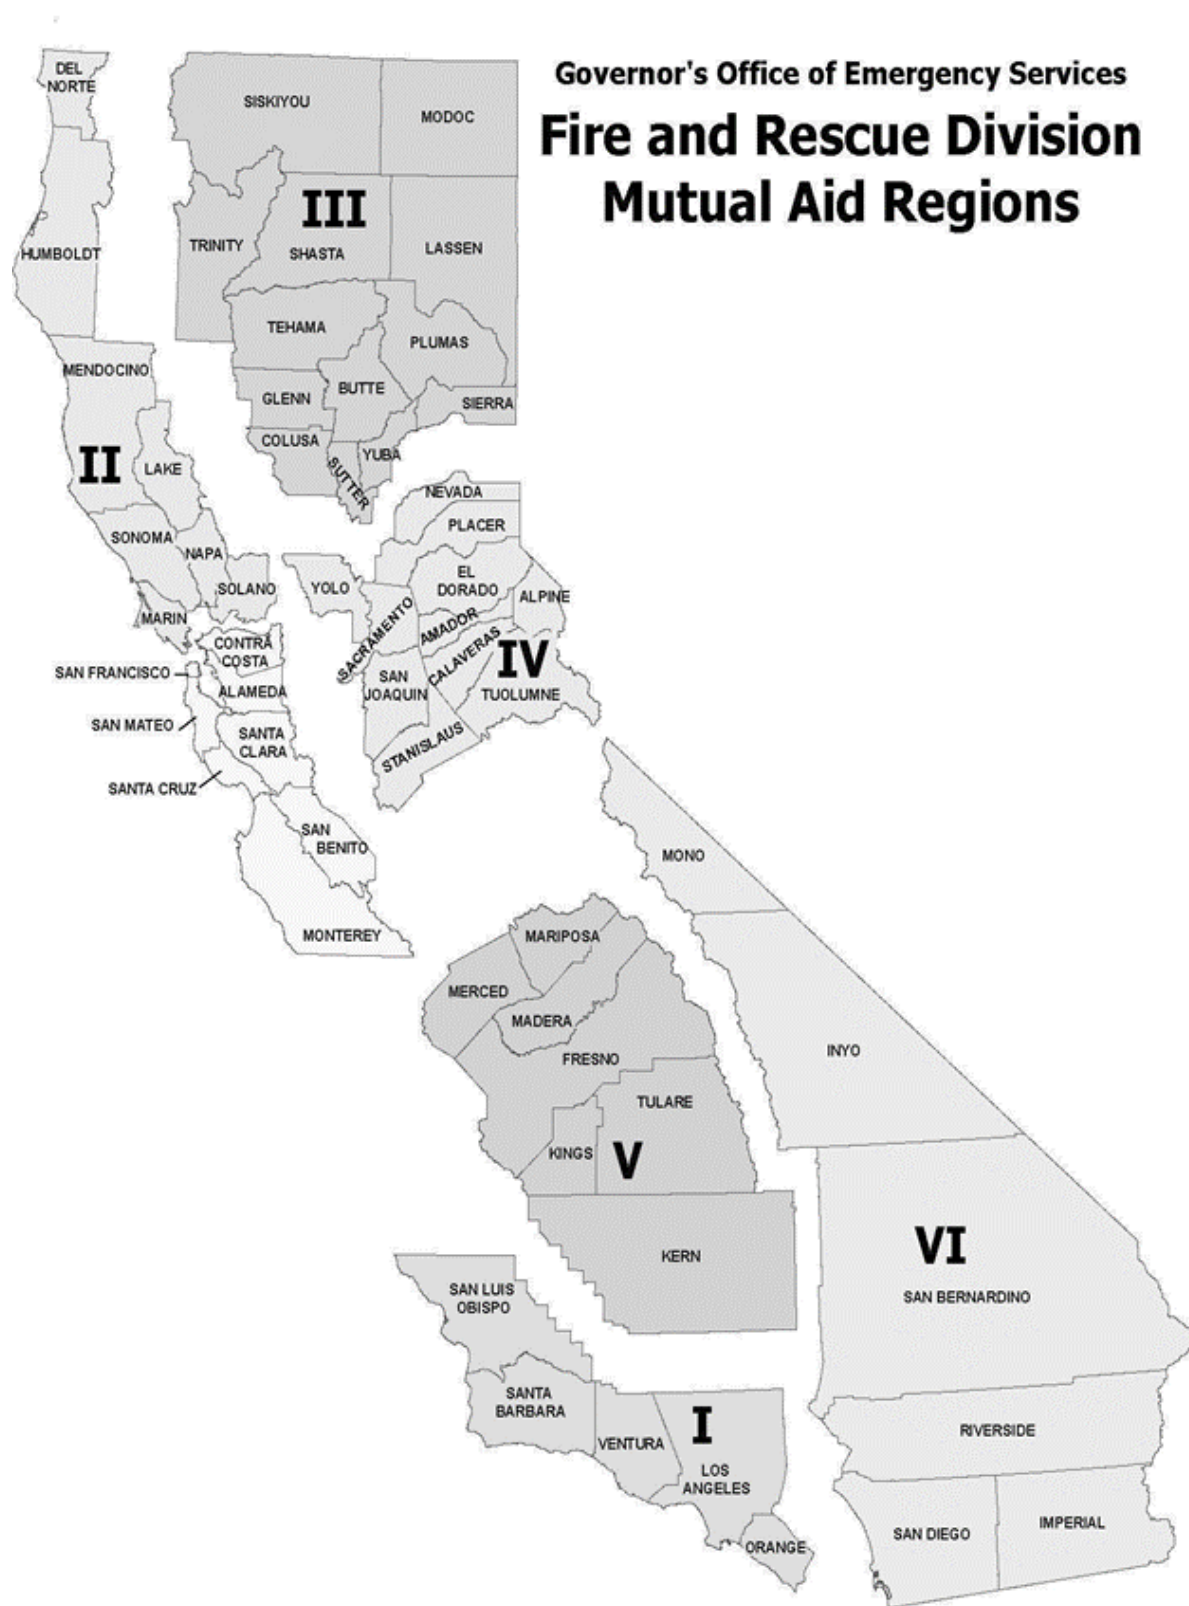 Governor's Office of Emergency Services
Fire and Rescue Division
Mutual Aid Regions
DEL
NORTE
HUMBOLDT
MENDOCINO
II
LAKE
SONOMA
NAPA
SOLANO
MARIN
CONTRA
COSTA
SAN FRANCISCO
ALAMEDA
SAN MATEO
SANTA
CLARA
SANTA CRUZ
SAN
BENITO
MONTEREY
SISKIYOU
MODOC
III
TRINITY
SHASTA
LASSEN
TEHAMA
PLUMAS
BUTTE
GLENN
SIERRA
COLUSA
YUBA
SUTTER
NEVADA
PLACER
YOLO
EL
DORADO
ALPINE
SACRAMENTO
AMADOR
CALAVERAS
IV
SAN
JOAQUIN
TUOLUMNE
STANISLAUS
MARIPOSA
MERCED
MADERA
FRESNO
TULARE
KINGS
V
KERN
SAN LUIS
OBISPO
SANTA
BARBARA
VENTURA
I
LOS
ANGELES
ORANGE
MONO
INYO
VI
SAN BERNARDINO
RIVERSIDE
SAN DIEGO
IMPERIAL